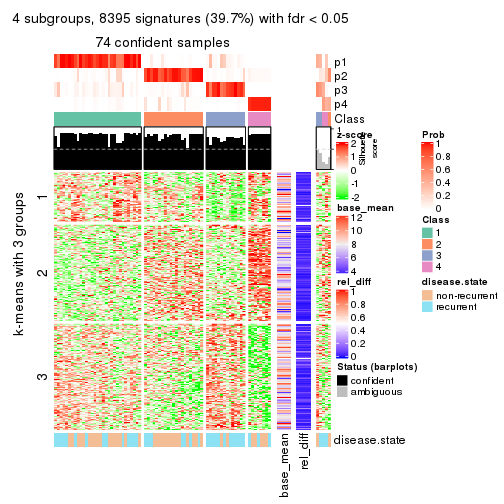 4 subgroups, 8395 signatures (39.7%) with fdr < 0.05
74 confident samples
p1
p2
p3
p4
Class
1
Silhouette
score
k-means with 3 groups
1
2
3
z-score
2
1
0
-1
-2
base_mean
12
10
8
6
4
rel_diff
1
0.8
0.6
0.4
0.2
0
Status (barplots)
confident
ambiguous
Prob
1
0.8
0.6
0.4
0.2
0
Class
1
2
3
4
disease.state
non-recurrent
recurrent
disease.state
base_mean
rel_diff